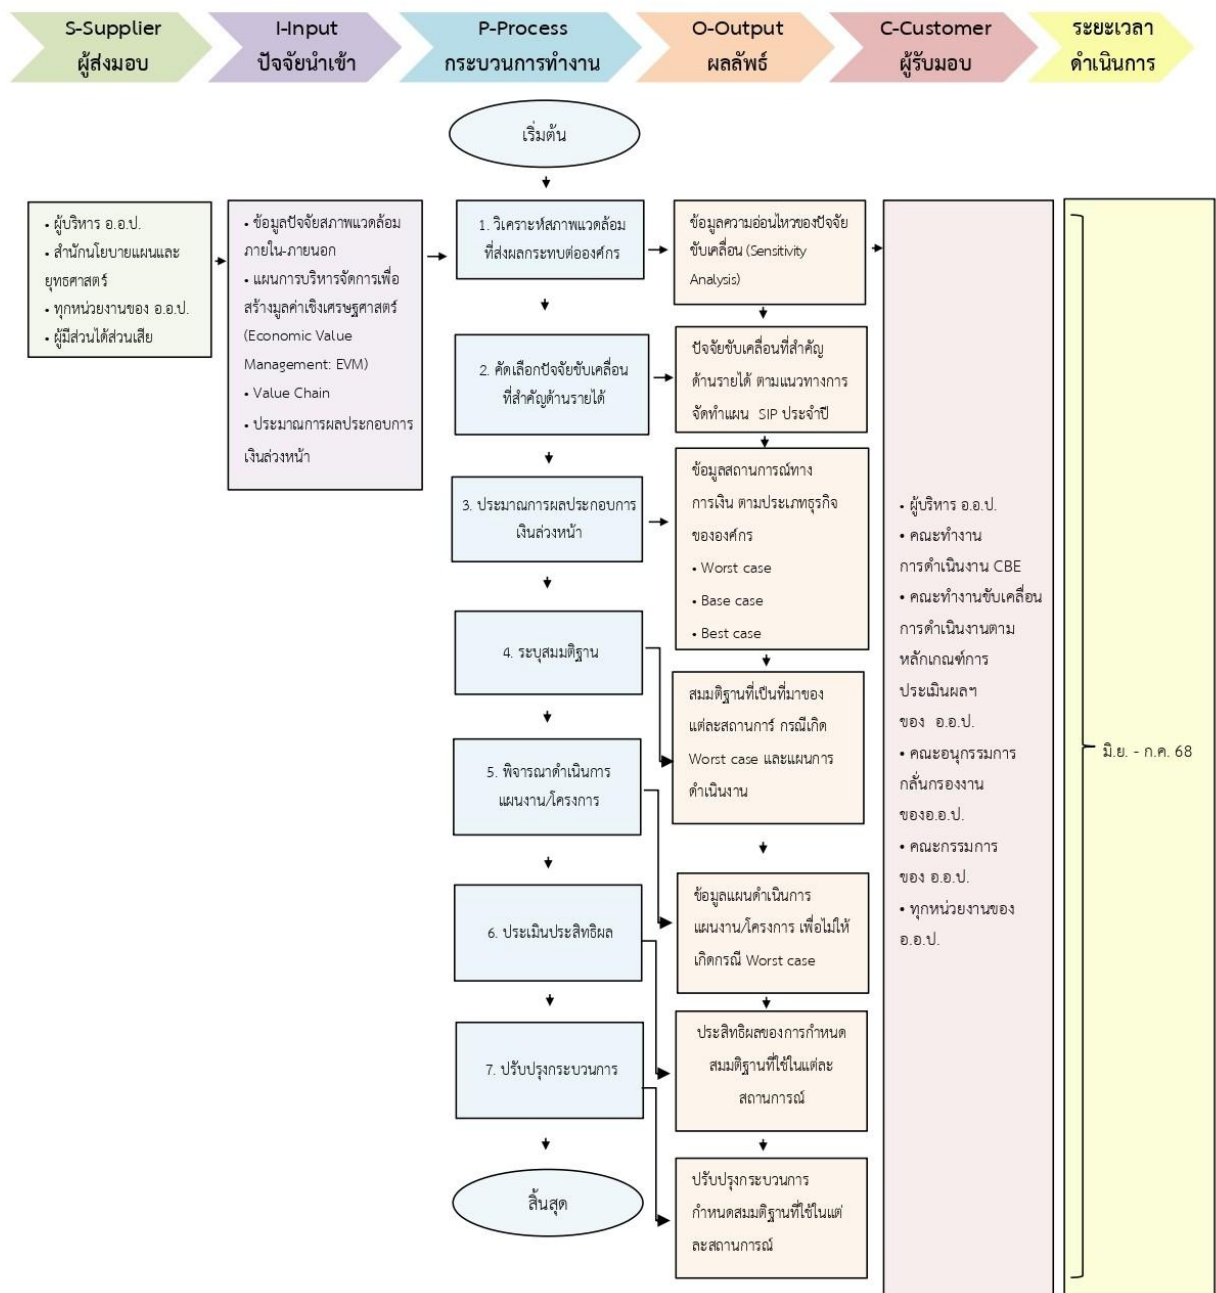 S-Supplier
ผู้ส่งมอบ
I-Input
ปัจจัยนำเข้า
P-Process
กระบวนการทำงาน
O-Output
ผลลัพธ์
C-Customer
ผู้รับมอบ
ระยะเวลา
ดำเนินการ
เริ่มต้น
• ผู้บริหาร อ.อ.ป.
• สำนักนโยบายแผนและ
ยุทธศาสตร์
• ทุกหน่วยงานของ อ.อ.ป.
• ผู้มีส่วนได้ส่วนเสีย
• ข้อมูลปัจจัยสภาพแวดล้อม
ภายใน-ภายนอก
• แผนการบริหารจัดการเพื่อ
สร้างมูลค่าเชิงเศรษฐศาสตร์
(Economic Value
Management: EVM)
• Value Chain
• ประมาณการผลประกอบการ
เงินล่วงหน้า
1. วิเคราะห์สภาพแวดล้อม
ที่ส่งผลกระทบต่อองค์กร
2. คัดเลือกปัจจัยขับเคลื่อน
ที่สำคัญด้านรายได้
3. ประมาณการผลประกอบการ
เงินล่วงหน้า
4. ระบุสมมติฐาน
5. พิจารณาดำเนินการ
แผนงาน/โครงการ
6. ประเมินประสิทธิผล
7. ปรับปรุงกระบวนการ
สิ้นสุด
ข้อมูลความอ่อนไหวของปัจจัย
ขับเคลื่อน (Sensitivity
Analysis)
ปัจจัยขับเคลื่อนที่สำคัญ
ด้านรายได้ ตามแนวทางการ
จัดทำแผน SIP ประจำปี
ข้อมูลสถานการณ์ทาง
การเงิน ตามประเภทธุรกิจ
ขององค์กร
• Worst case
• Base case
• Best case
สมมติฐานที่เป็นที่มาของ
แต่ละสถานการ์ กรณีเกิด
Worst case และแผนการ
ดำเนินงาน
ข้อมูลแผนดำเนินการ
แผนงาน/โครงการ เพื่อไม่ให้
เกิดกรณี Worst case
ประสิทธิผลของการกำหนด
สมมติฐานที่ใช้ในแต่ละ
สถานการณ์
ปรับปรุงกระบวนการ
กำหนดสมมติฐานที่ใช้ในแต่
ละสถานการณ์
• ผู้บริหาร อ.อ.ป.
• คณะทำงาน
การดำเนินงาน CBE
• คณะทำงานขับเคลื่อน
การดำเนินงานตาม
หลักเกณฑ์การ
ประเมินผลฯ
ของ อ.อ.ป.
• คณะอนุกรรมการ
กลั่นกรองงาน
ของอ.อ.ป.
• คณะกรรมการ
ของ อ.อ.ป.
• ทุกหน่วยงานของ
อ.อ.ป.
มิ.ย. - ก.ค. 68